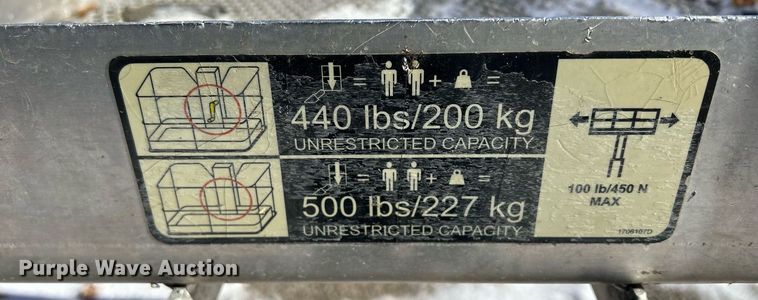 = + =
440 lbs/200 kg
UNRESTRICTED CAPACITY
= + =
500 lbs/227 kg
UNRESTRICTED CAPACITY
100 lb/450 N
MAX
1706107D
Purple Wave Auction